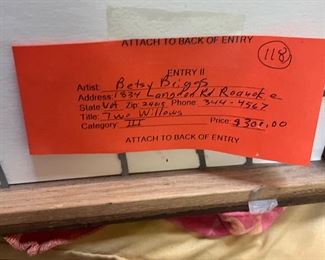 ATTACH TO BACK OF ENTRY
118
ENTRY II
Artist: Betsy Biggs
Address 1834 Langdon Rd Roanoke
State VA Zip: 24015 Phone: 344-4567
Title: Two Willows
Category: III Price: $300.00
ATTACH TO BACK OF ENTRY